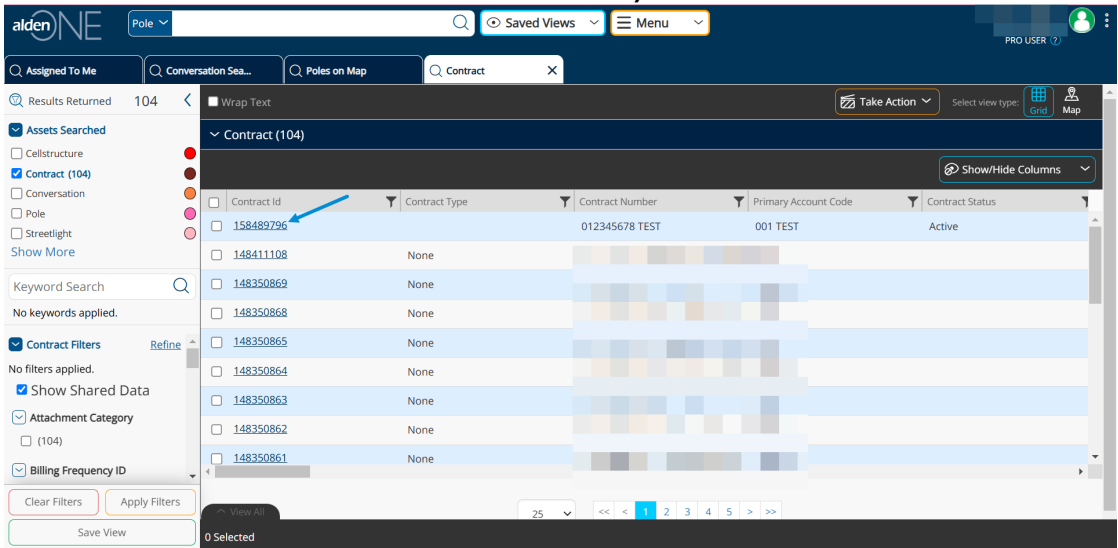 alden ONE
Pole
Saved Views
Menu
PRO USER ?
Assigned To Me
Conversation Sea...
Poles on Map
Contract X
Results Returned 104
Wrap Text
Take Action
Select view type:
Grid
Map
Assets Searched
Cellstructure
Contract (104)
Conversation
Pole
Streetlight
Show More
Keyword Search
No keywords applied.
Contract Filters Refine
No filters applied.
Show Shared Data
Attachment Category
(104)
Billing Frequency ID
Clear Filters
Apply Filters
Save View
Contract (104)
Show/Hide Columns
Contract Id Contract Type Contract Number Primary Account Code Contract Status
158489796 012345678 TEST 001 TEST Active
148411108 None
148350869 None
148350868 None
148350865 None
148350864 None
148350863 None
148350862 None
148350861 None
View All
25 << < 1 2 3 4 5 > >>
0 Selected